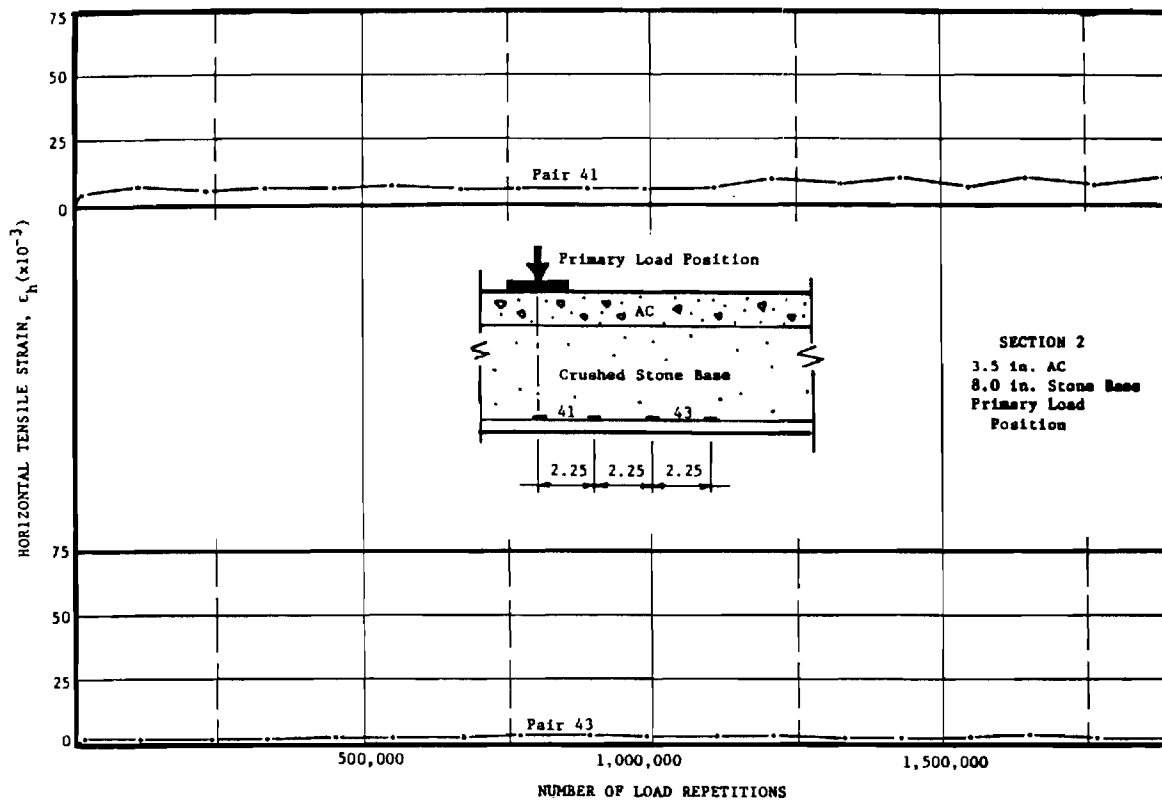 75
50
25
0
Pair 41
HORIZONTAL TENSILE STRAIN, ε_h (x10⁻³)
Primary Load Position
AC
Crushed Stone Base
41
43
2.25 2.25 2.25
SECTION 2
3.5 in. AC
8.0 in. Stone Base
Primary Load
Position
75
50
25
0
Pair 43
500,000 1,000,000 1,500,000
NUMBER OF LOAD REPETITIONS